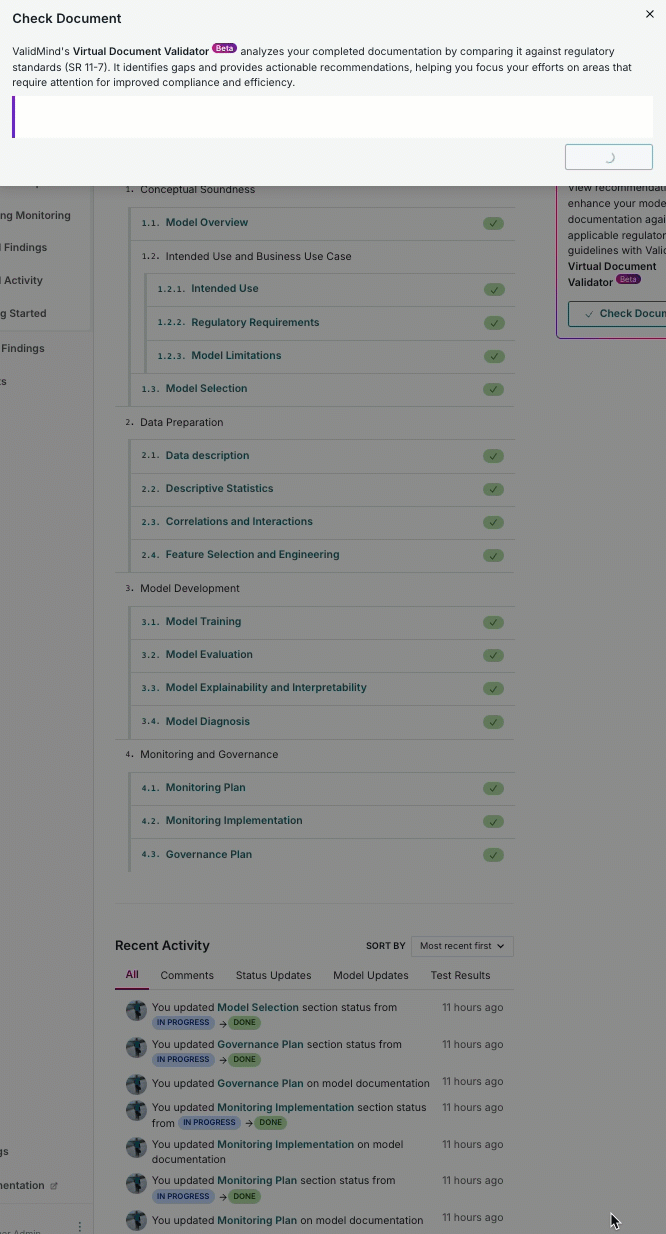 Check Document
ValidMind's Virtual Document Validator Beta analyzes your completed documentation by comparing it against regulatory
standards (SR 11-7). It identifies gaps and provides actionable recommendations, helping you focus your efforts on areas that
require attention for improved compliance and efficiency.
1. Conceptual Soundness
1.1. Model Overview
1.2. Intended Use and Business Use Case
1.2.1. Intended Use
1.2.2. Regulatory Requirements
1.2.3. Model Limitations
1.3. Model Selection
2. Data Preparation
2.1. Data description
2.2. Descriptive Statistics
2.3. Correlations and Interactions
2.4. Feature Selection and Engineering
3. Model Development
3.1. Model Training
3.2. Model Evaluation
3.3. Model Explainability and Interpretability
3.4. Model Diagnosis
4. Monitoring and Governance
4.1. Monitoring Plan
4.2. Monitoring Implementation
4.3. Governance Plan
ng Monitoring
Findings
Activity
g Started
Findings
s
View recommendat
enhance your mode
documentation agai
applicable regulator
guidelines with Valid
Virtual Document
Validator Beta
Check Docum
Recent Activity
SORT BY Most recent first
All Comments Status Updates Model Updates Test Results
You updated Model Selection section status from 11 hours ago
IN PROGRESS → DONE
You updated Governance Plan section status from 11 hours ago
IN PROGRESS → DONE
You updated Governance Plan on model documentation 11 hours ago
You updated Monitoring Implementation section status 11 hours ago
from IN PROGRESS → DONE
You updated Monitoring Implementation on model 11 hours ago
documentation
You updated Monitoring Plan section status from 11 hours ago
IN PROGRESS → DONE
You updated Monitoring Plan on model documentation 11 hours ago
gs
entation
Admin